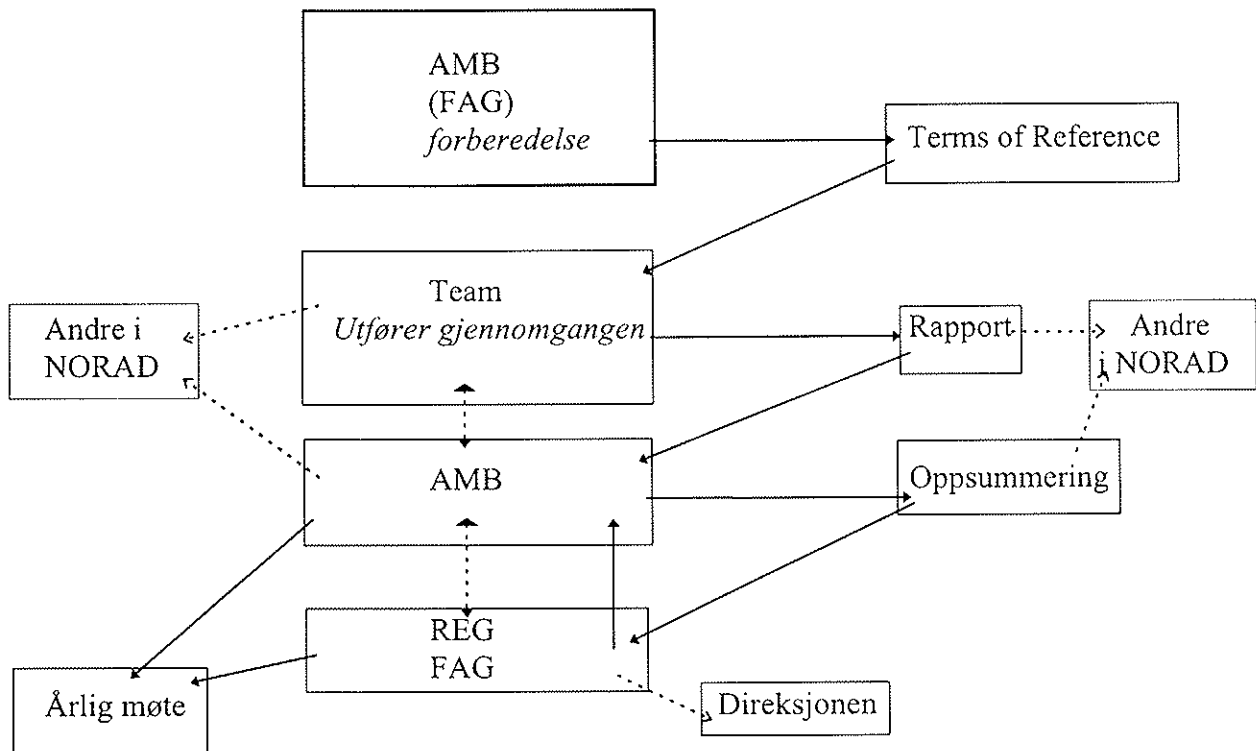 AMB
(FAG)
forberedelse
Terms of Reference
Team
Utfører gjennomgangen
Andre i
NORAD
Rapport
Andre
i NORAD
AMB
Oppsummering
REG
FAG
Årlig møte
Direksjonen